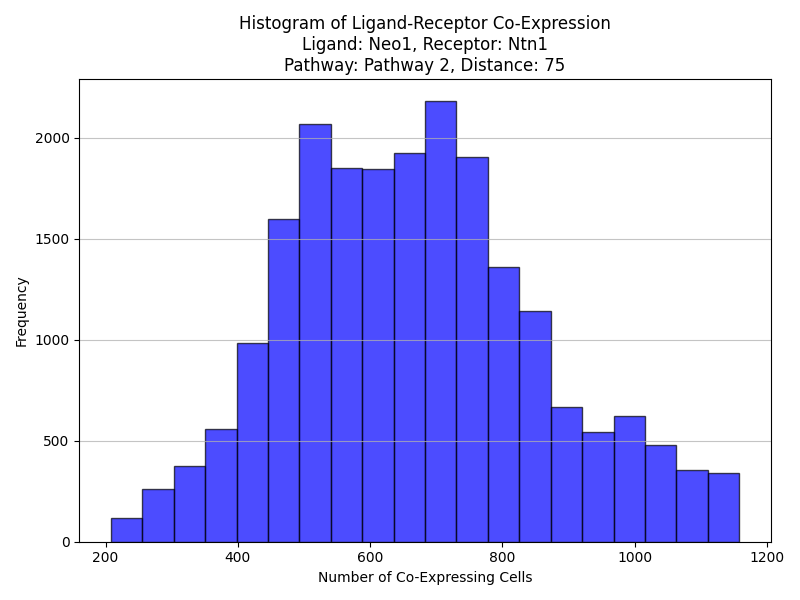 Histogram of Ligand-Receptor Co-Expression
Ligand: Neo1, Receptor: Ntn1
Pathway: Pathway 2, Distance: 75
2000
1500
1000
500
0
Frequency
200 400 600 800 1000 1200
Number of Co-Expressing Cells